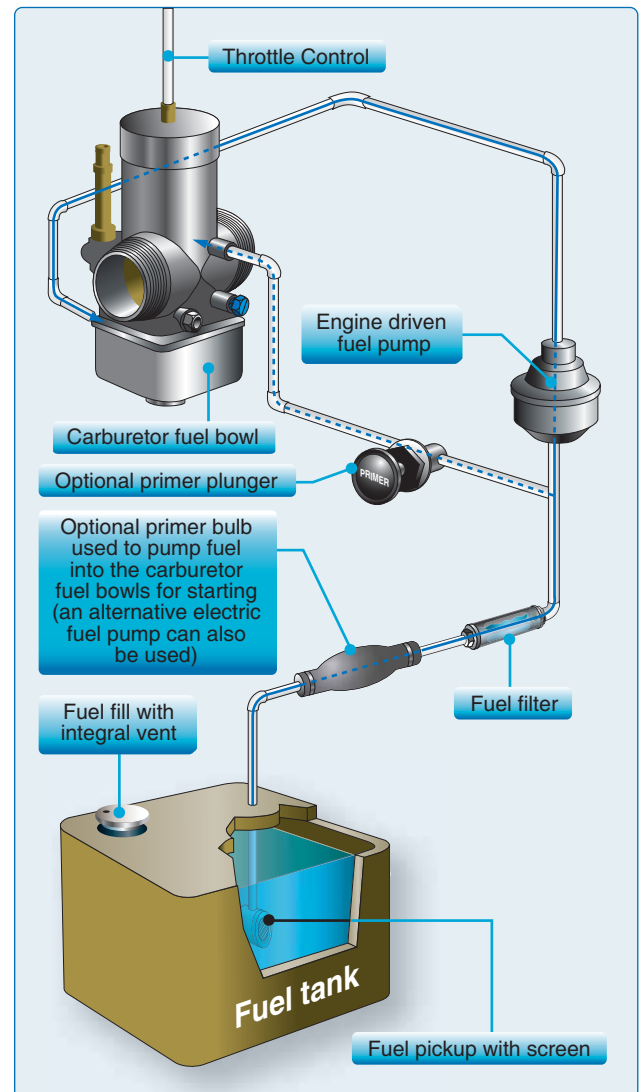 Throttle Control
Engine driven
fuel pump
Carburetor fuel bowl
Optional primer plunger
PRIMER
Optional primer bulb
used to pump fuel
into the carburetor
fuel bowls for starting
(an alternative electric
fuel pump can also
be used)
Fuel filter
Fuel fill with
integral vent
Fuel tank
Fuel pickup with screen